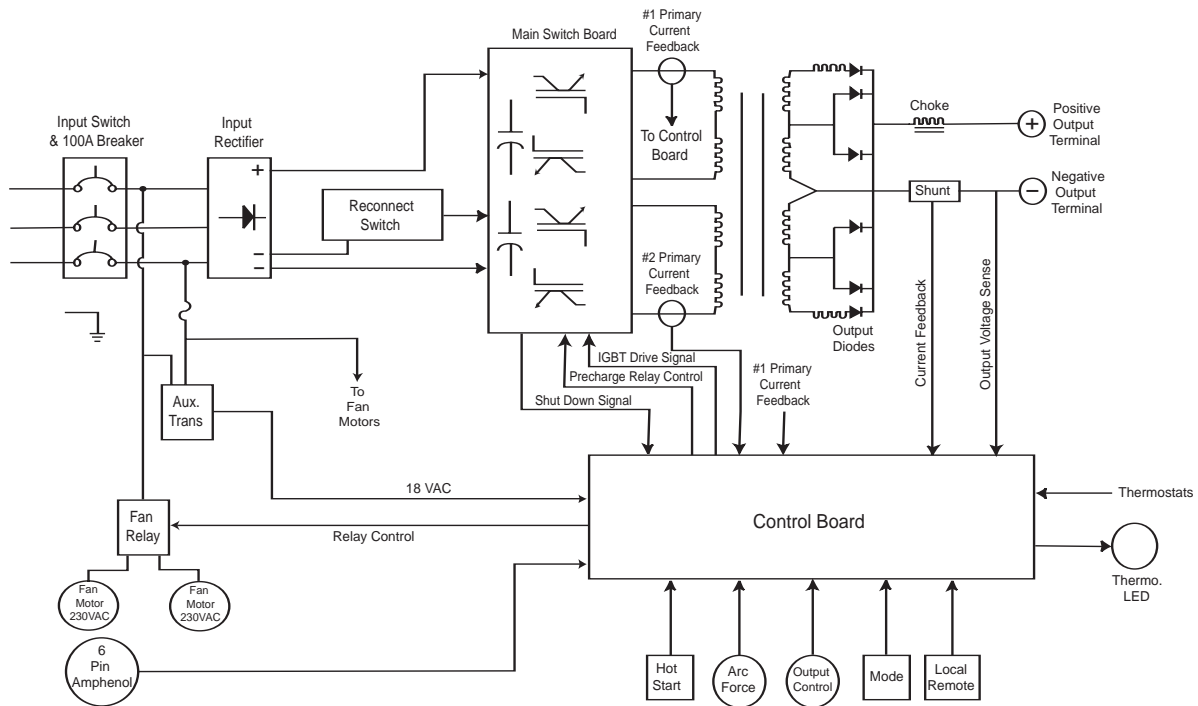 #1 Primary
Current
Feedback
Main Switch Board
Input Switch
& 100A Breaker
Input
Rectifier
+
−
−
Reconnect
Switch
To Control
Board
#2 Primary
Current
Feedback
Choke
+
Positive
Output
Terminal
Shunt
−
Negative
Output
Terminal
Output
Diodes
Current Feedback
Output Voltage Sense
IGBT Drive Signal
Precharge Relay Control
Shut Down Signal
#1 Primary
Current
Feedback
Aux.
Trans
To
Fan
Motors
18 VAC
Fan
Relay
Relay Control
Control Board
Thermostats
Thermo.
LED
Fan
Motor
230VAC
Fan
Motor
230VAC
6
Pin
Amphenol
Hot
Start
Arc
Force
Output
Control
Mode
Local
Remote